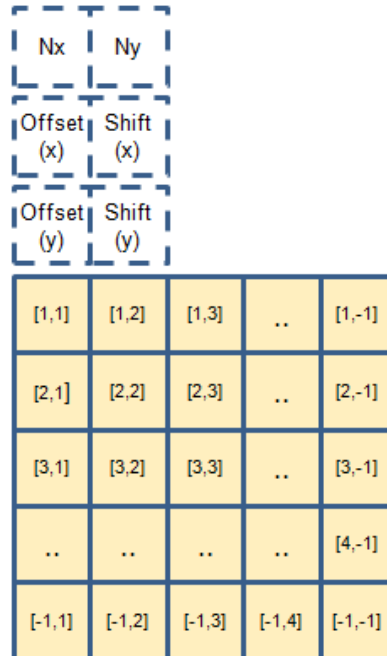 Nx Ny
Offset Shift
(x) (x)
Offset Shift
(y) (y)
[1,1] [1,2] [1,3] .. [1,-1]
[2,1] [2,2] [2,3] .. [2,-1]
[3,1] [3,2] [3,3] .. [3,-1]
.. .. .. .. [4,-1]
[-1,1] [-1,2] [-1,3] [-1,4] [-1,-1]